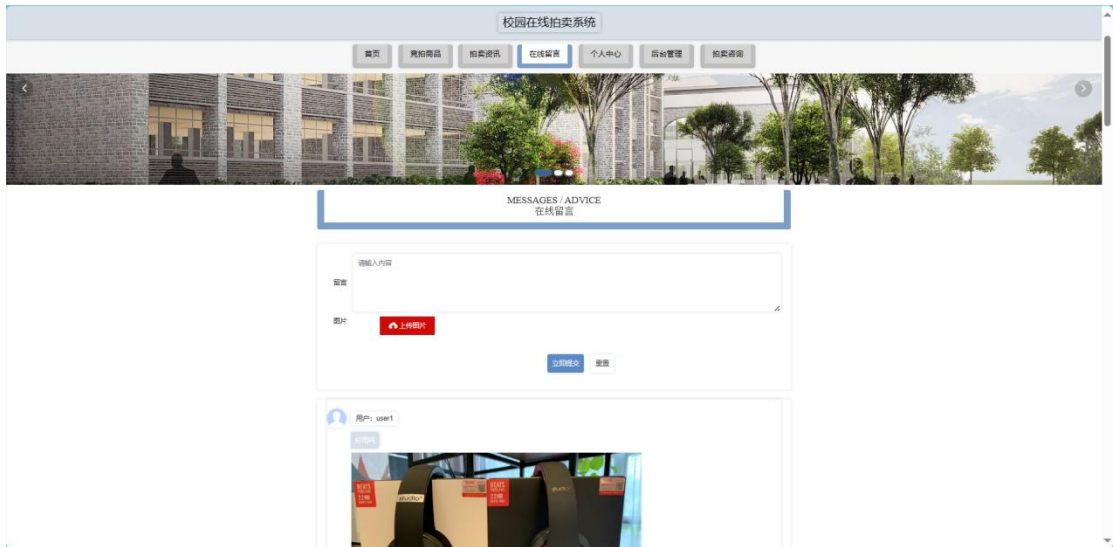 校园在线拍卖系统
首页 竞拍商品 拍卖资讯 在线留言 个人中心 后台管理 拍卖咨询
MESSAGES / ADVICE
在线留言
请输入内容
留言
图片
上传图片
立即提交 重置
用户：user1
BEATS
BEATS
studio³